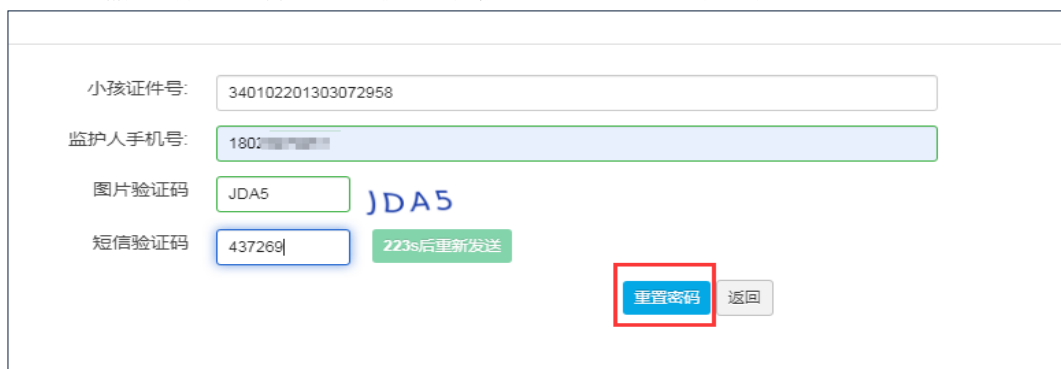 小孩证件号: 340102201303072958
监护人手机号: 180
图片验证码 JDA5 JDA5
短信验证码 437269 223s后重新发送
重置密码 返回